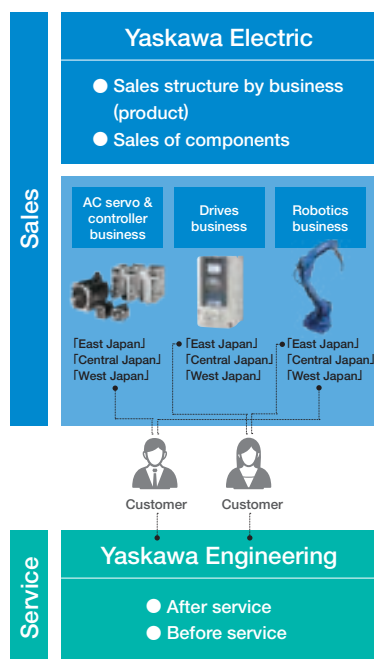 Sales
Yaskawa Electric
● Sales structure by business
(product)
● Sales of components
AC servo &
controller
business
Drives
business
Robotics
business
「East Japan」
「Central Japan」
「West Japan」
「East Japan」
「Central Japan」
「West Japan」
「East Japan」
「Central Japan」
「West Japan」
Customer
Customer
Service
Yaskawa Engineering
● After service
● Before service